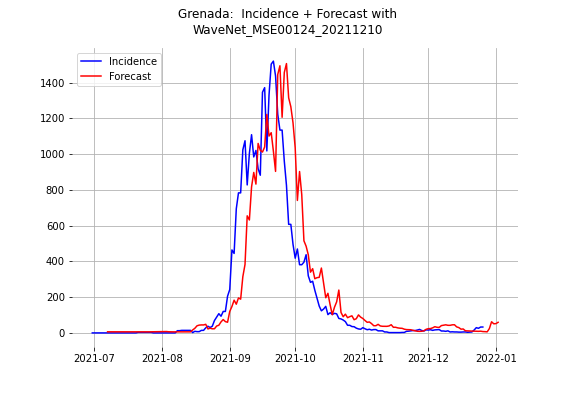 Grenada: Incidence + Forecast with
WaveNet_MSE00124_20211210
Incidence
Forecast
1400
1200
1000
800
600
400
200
0
2021-07 2021-08 2021-09 2021-10 2021-11 2021-12 2022-01